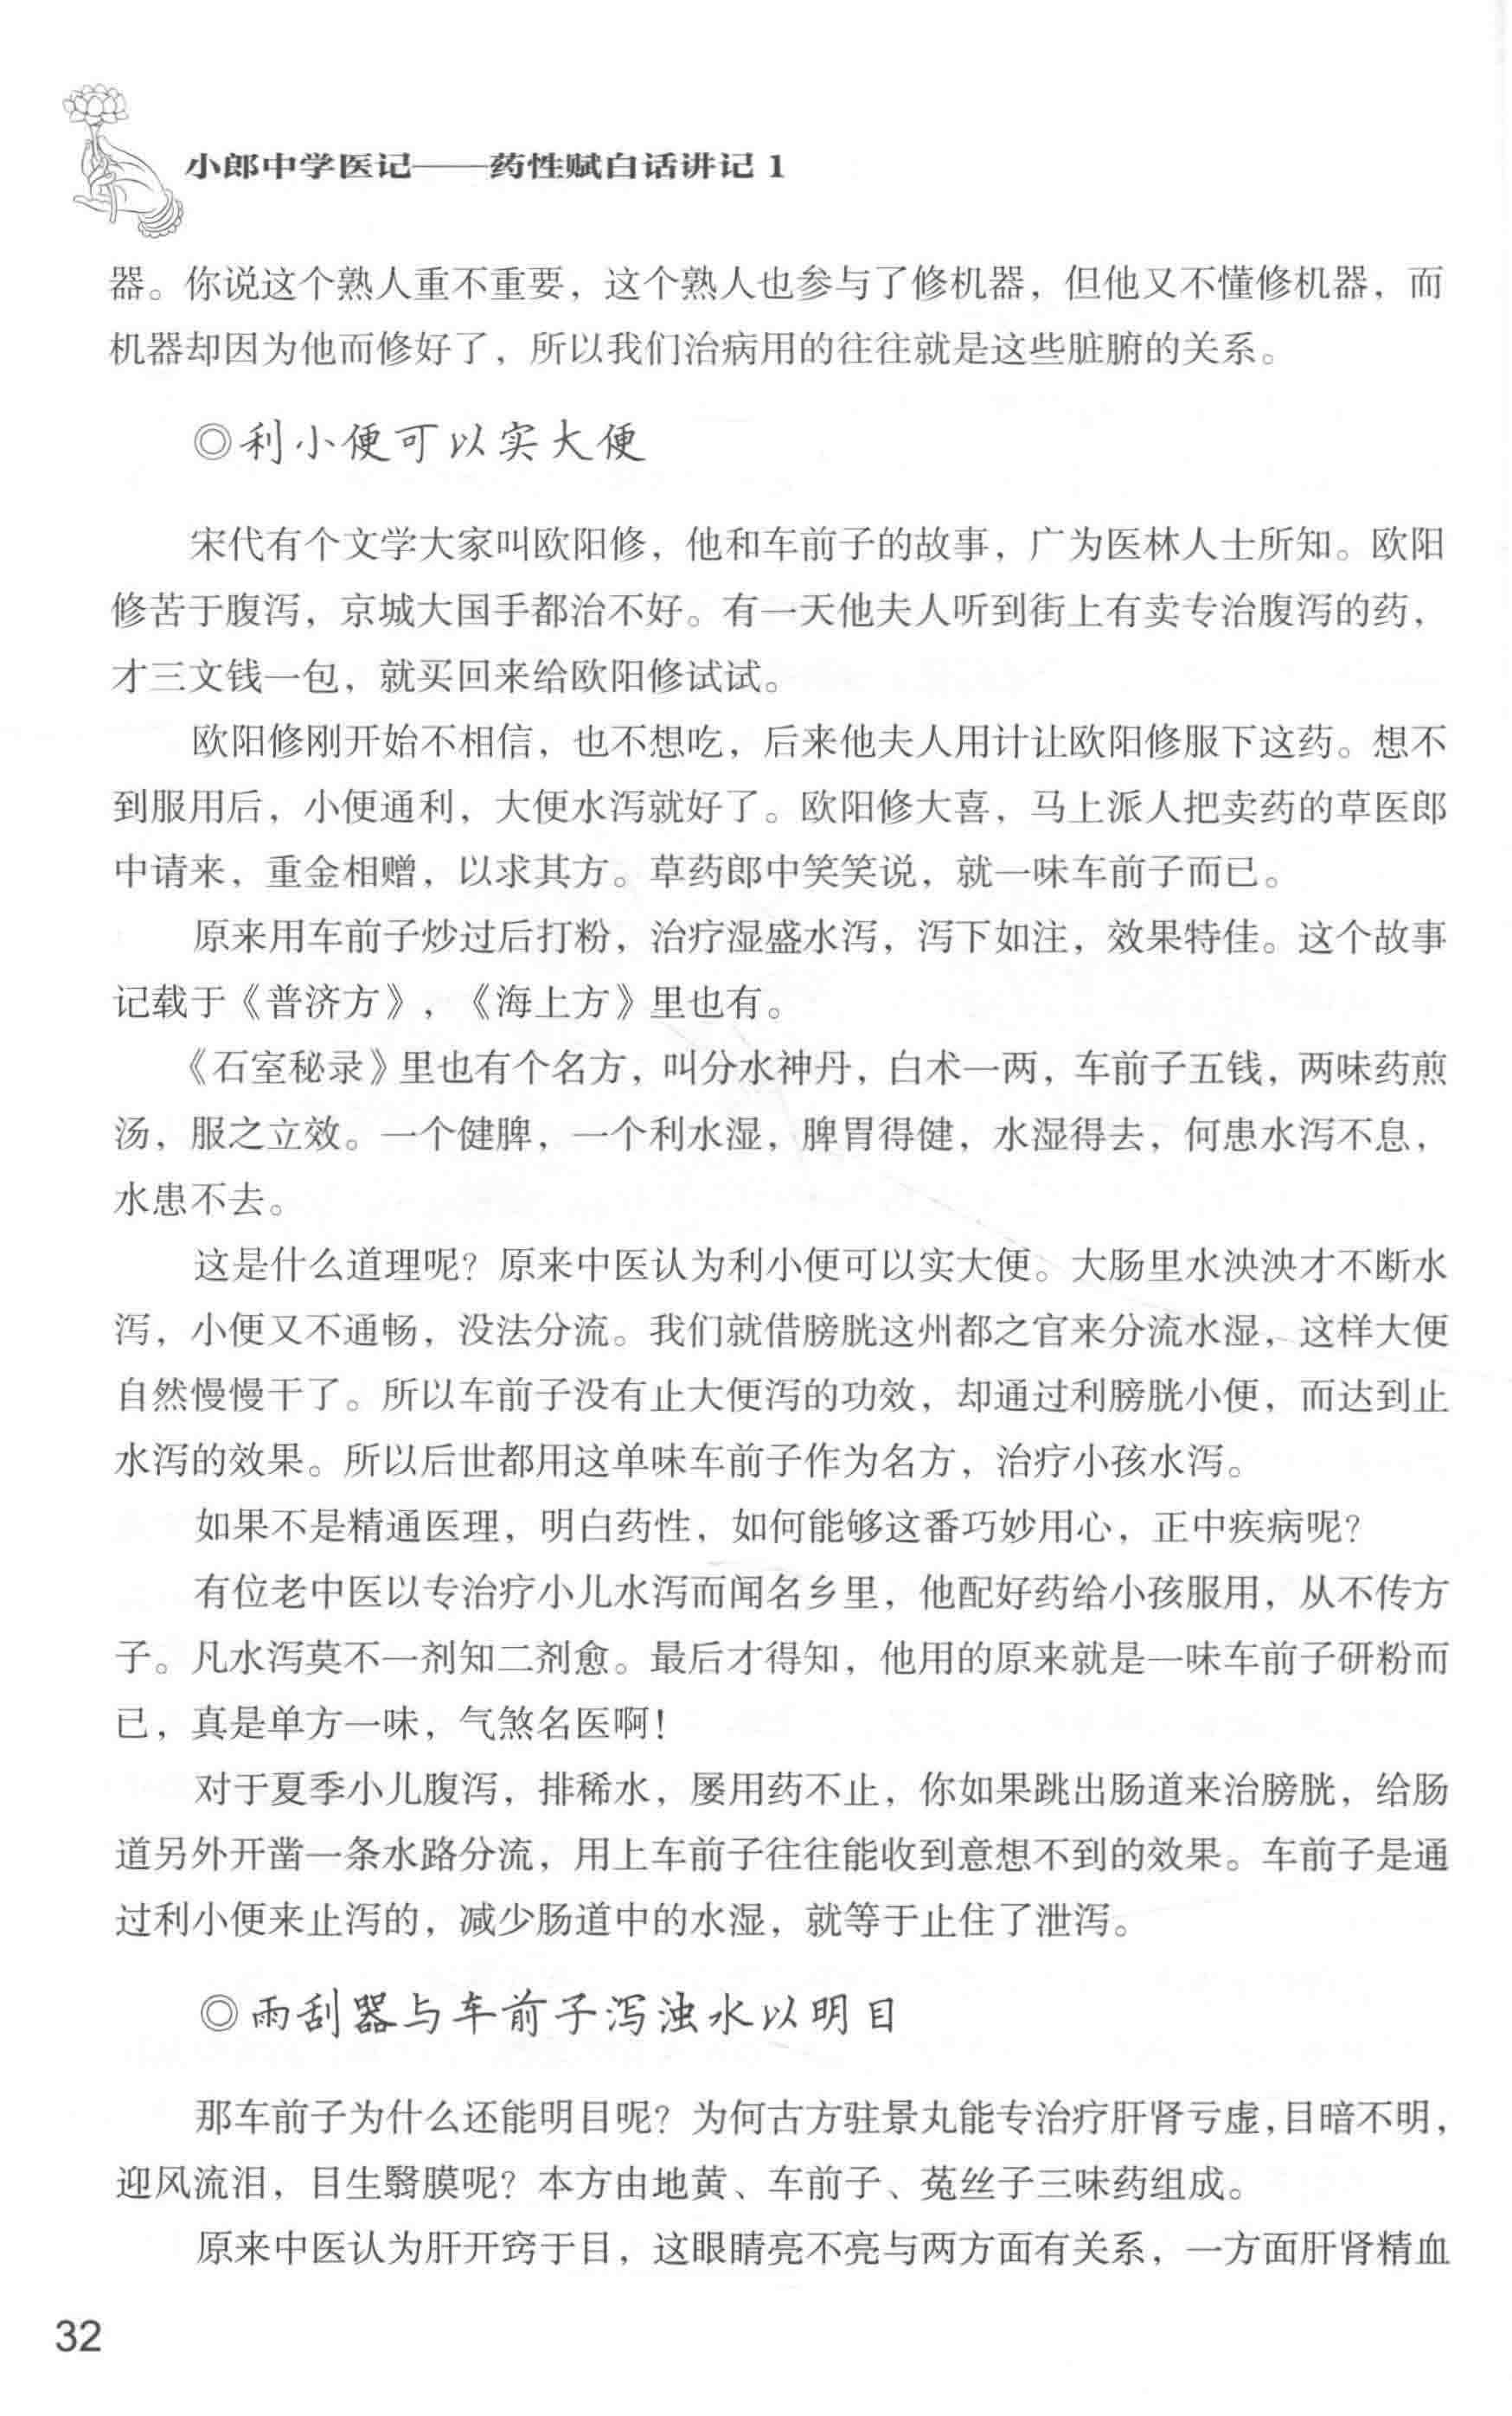 小郎中学医记——药性赋白话讲记 1
器。你说这个熟人重不重要，这个熟人也参与了修机器，但他又不懂修机器，而
机器却因为他而修好了，所以我们治病用的往往就是这些脏腑的关系。
◎利小便可以实大便
宋代有个文学大家叫欧阳修，他和车前子的故事，广为医林人士所知。欧阳
修苦于腹泻，京城大国手都治不好。有一天他夫人听到街上有卖专治腹泻的药，
才三文钱一包，就买回来给欧阳修试试。
欧阳修刚开始不相信，也不想吃，后来他夫人用计让欧阳修服下这药。想不
到服用后，小便通利，大便水泻就好了。欧阳修大喜，马上派人把卖药的草医郎
中请来，重金相赠，以求其方。草药郎中笑笑说，就一味车前子而已。
原来用车前子炒过后打粉，治疗湿盛水泻，泻下如注，效果特佳。这个故事
记载于《普济方》，《海上方》里也有。
《石室秘录》里也有个名方，叫分水神丹，白术一两，车前子五钱，两味药煎
汤，服之立效。一个健脾，一个利水湿，脾胃得健，水湿得去，何患水泻不息，
水患不去。
这是什么道理呢？原来中医认为利小便可以实大便。大肠里水泱泱才不断水
泻，小便又不通畅，没法分流。我们就借膀胱这州都之官来分流水湿，这样大便
自然慢慢干了。所以车前子没有止大便泻的功效，却通过利膀胱小便，而达到止
水泻的效果。所以后世都用这单味车前子作为名方，治疗小孩水泻。
如果不是精通医理，明白药性，如何能够这番巧妙用心，正中疾病呢？
有位老中医以专治疗小儿水泻而闻名乡里，他配好药给小孩服用，从不传方
子。凡水泻莫不一剂知二剂愈。最后才得知，他用的原来就是一味车前子研粉而
已，真是单方一味，气煞名医啊！
对于夏季小儿腹泻，排稀水，屡用药不止，你如果跳出肠道来治膀胱，给肠
道另外开凿一条水路分流，用上车前子往往能收到意想不到的效果。车前子是通
过利小便来止泻的，减少肠道中的水湿，就等于止住了泄泻。
◎雨刮器与车前子泻浊水以明目
那车前子为什么还能明目呢？为何古方驻景丸能专治疗肝肾亏虚，目暗不明，
迎风流泪，目生翳膜呢？本方由地黄、车前子、菟丝子三味药组成。
原来中医认为肝开窍于目，这眼睛亮不亮与两方面有关系，一方面肝肾精血
32